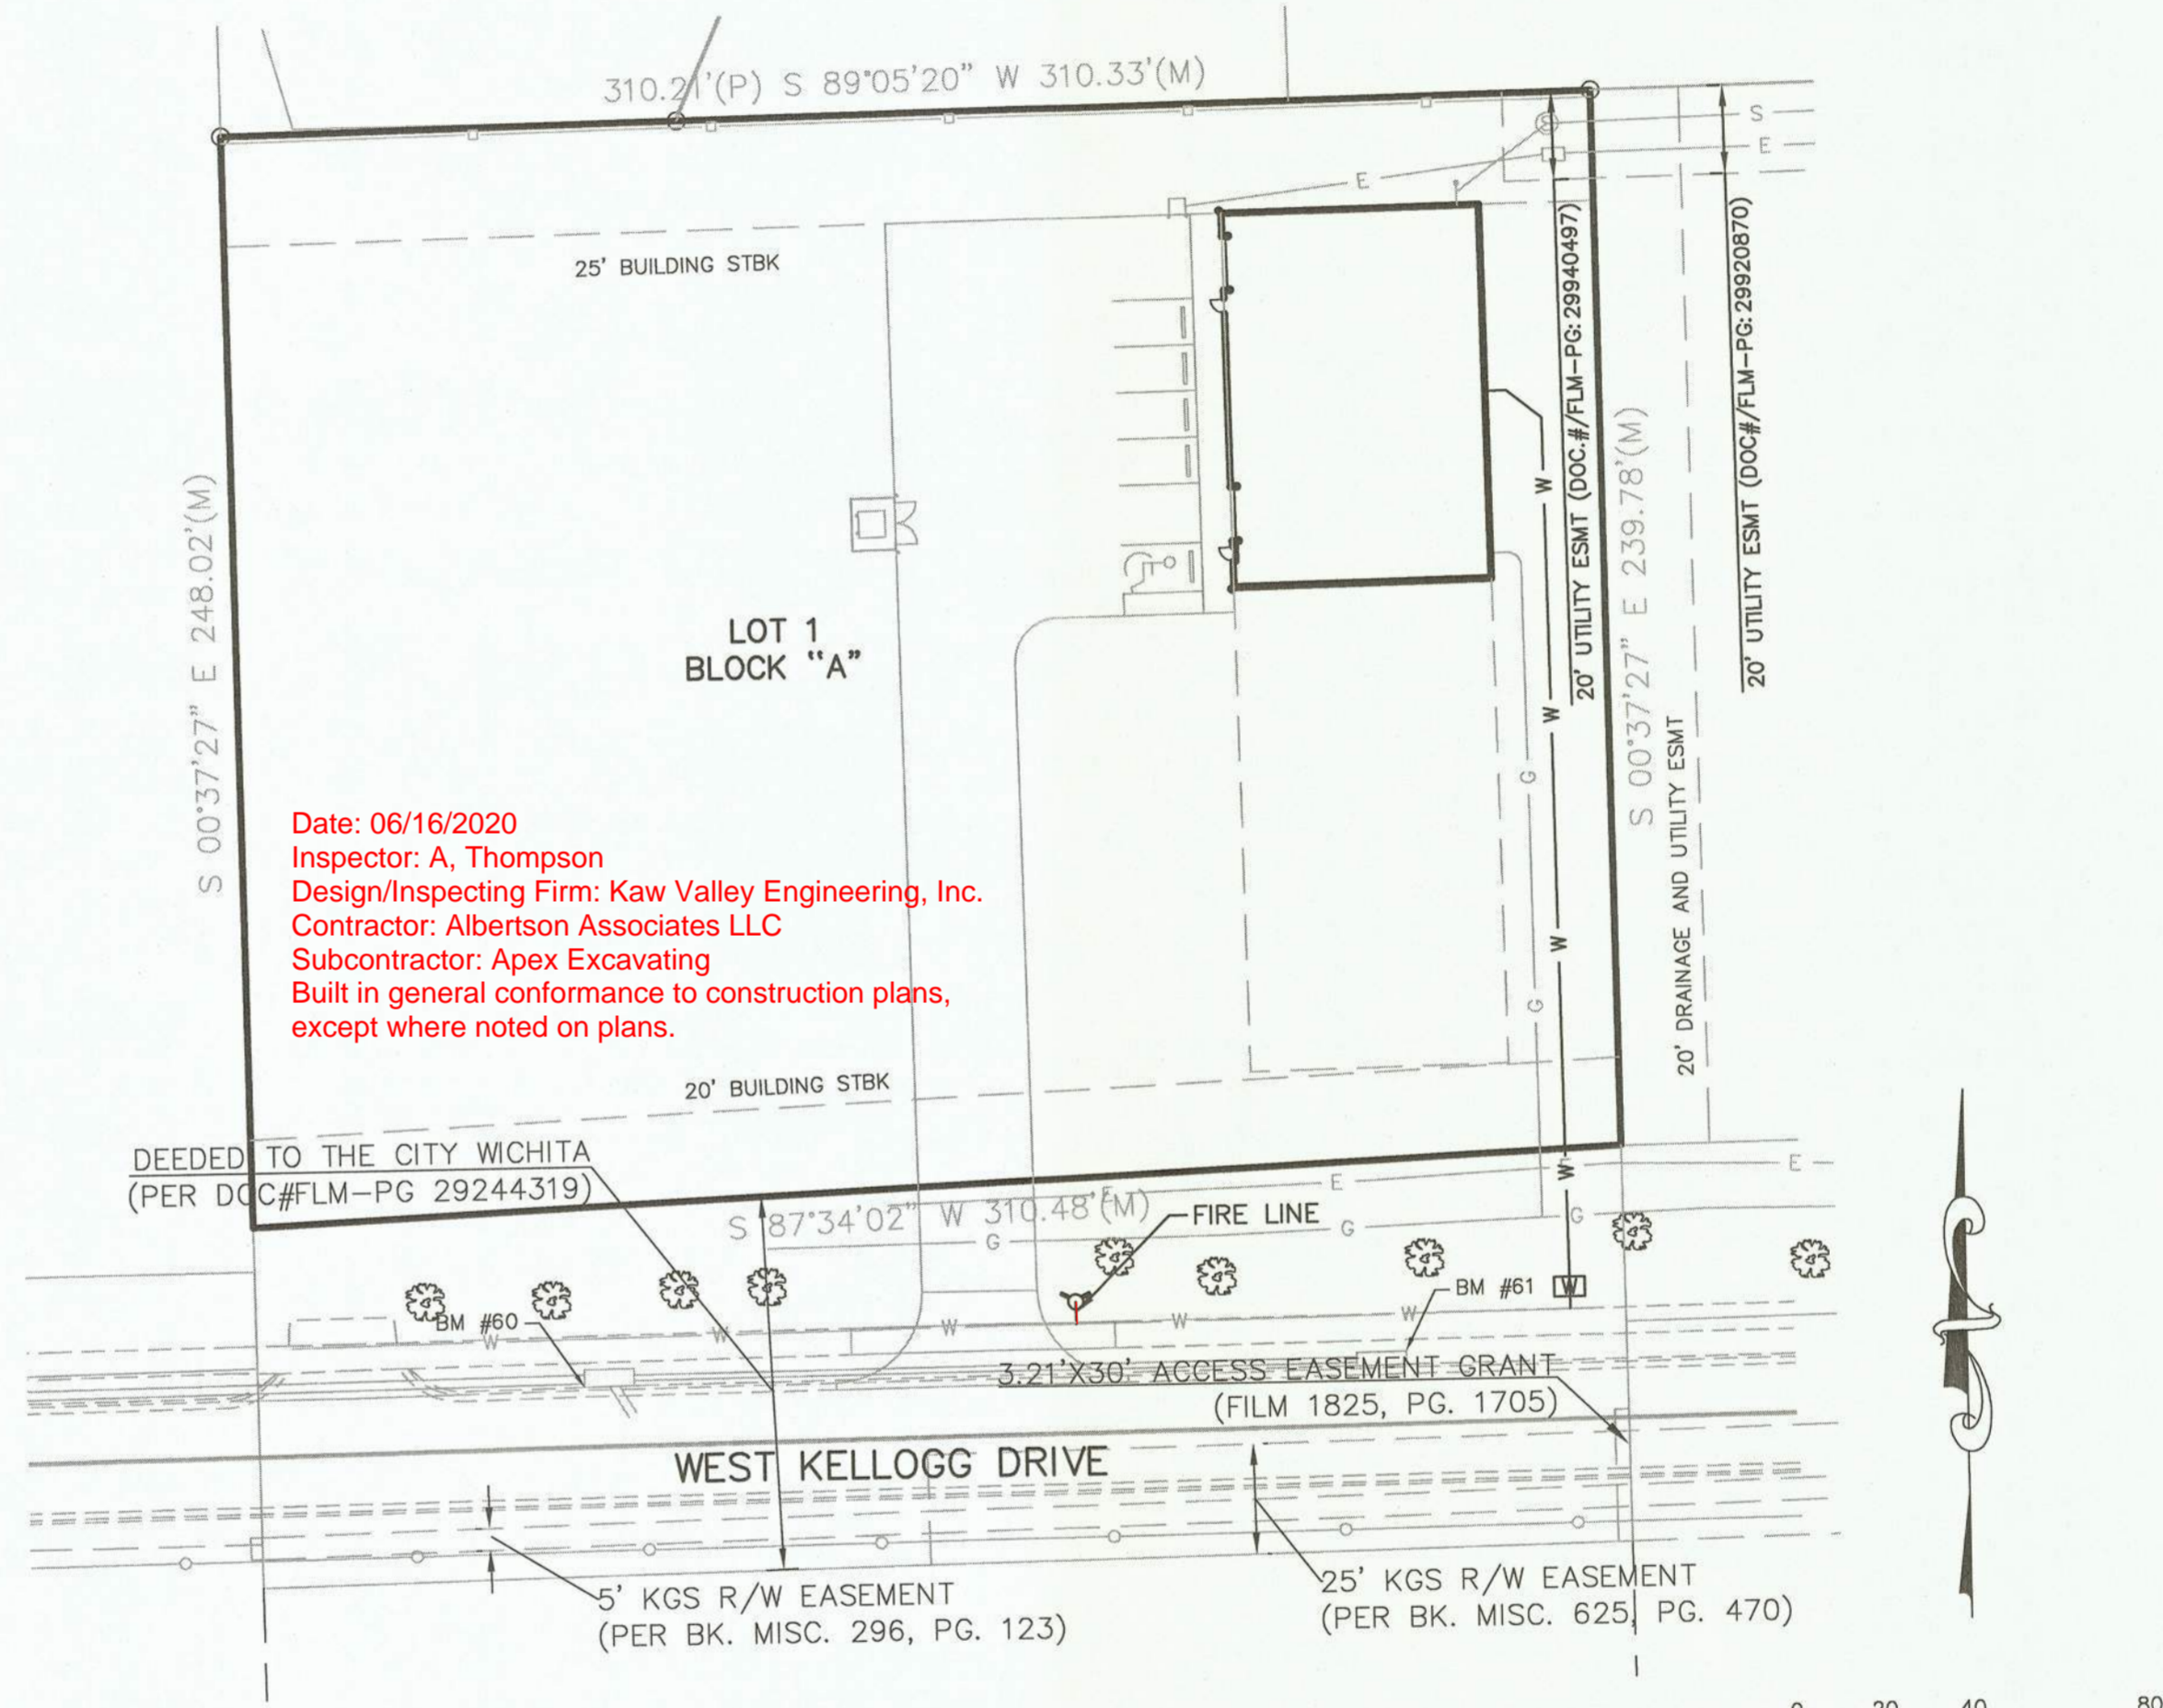 310.21'(P) S 89°05'20" W 310.33'(M)
S
E
E
25' BUILDING STBK
20' UTILITY ESMT (DOC.#/FLM-PG: 29940497)
20' UTILITY ESMT (DOC#/FLM-PG: 29920870)
S 00°37'27" E 248.02'(M)
S 00°37'27" E 239.78'(M)
20' DRAINAGE AND UTILITY ESMT
W
W
W
G
G
LOT 1
BLOCK "A"
Date: 06/16/2020
Inspector: A, Thompson
Design/Inspecting Firm: Kaw Valley Engineering, Inc.
Contractor: Albertson Associates LLC
Subcontractor: Apex Excavating
Built in general conformance to construction plans,
except where noted on plans.
20' BUILDING STBK
DEEDED TO THE CITY WICHITA
(PER DOC#FLM-PG 29244319)
W
E
E
E
E
S 87°34'02" W 310.48'(M)
FIRE LINE
G
G
G
BM #60
BM #61
W
W
W
W
W
W
3.21'X30' ACCESS EASEMENT GRANT
(FILM 1825, PG. 1705)
WEST KELLOGG DRIVE
5' KGS R/W EASEMENT
(PER BK. MISC. 296, PG. 123)
25' KGS R/W EASEMENT
(PER BK. MISC. 625, PG. 470)
0 20 40 80